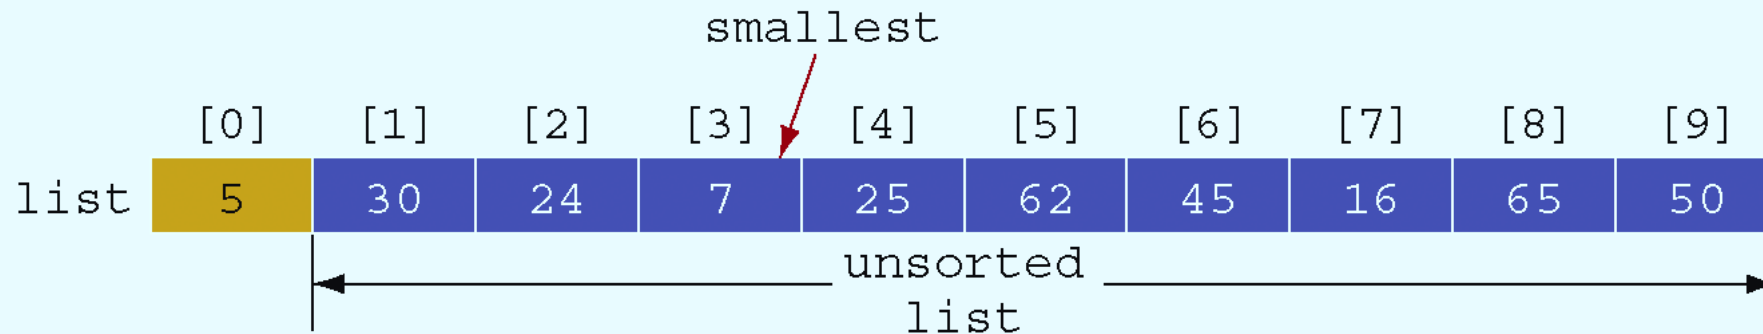 smallest
[0] [1] [2] [3] [4] [5] [6] [7] [8] [9]
list 5 30 24 7 25 62 45 16 65 50
unsorted
list